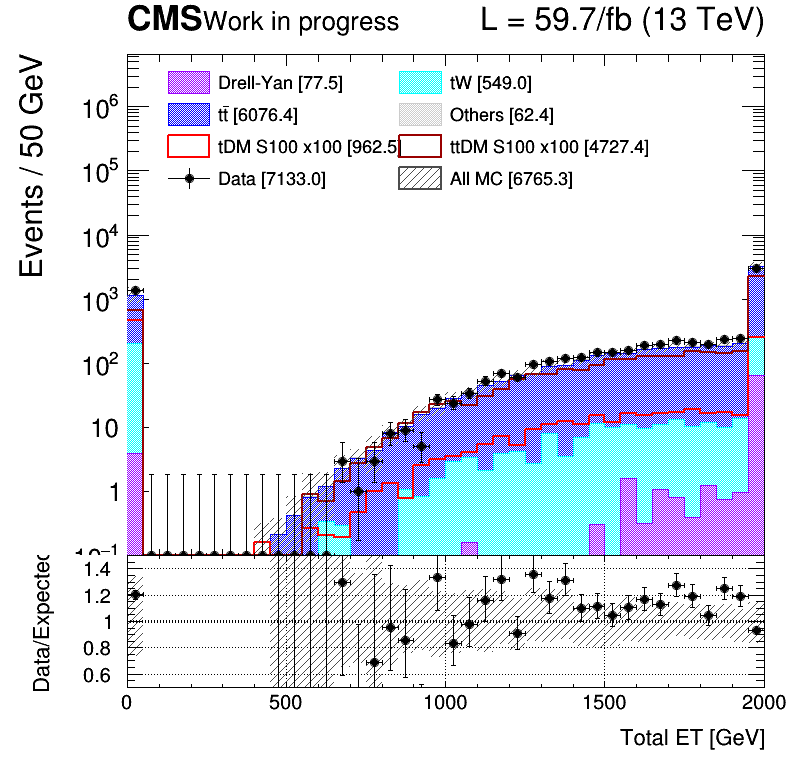 CMS Work in progress L = 59.7/fb (13 TeV)
Events / 50 GeV
Drell-Yan [77.5] tW [549.0]
tt̄ [6076.4] Others [62.4]
tDM S100 x100 [962.5] ttDM S100 x100 [4727.4]
Data [7133.0] All MC [6765.3]
10⁶
10⁵
10⁴
10³
10²
10
1
10⁻¹
Data/Expected
1.4
1.2
1
0.8
0.6
0 500 1000 1500 2000
Total ET [GeV]